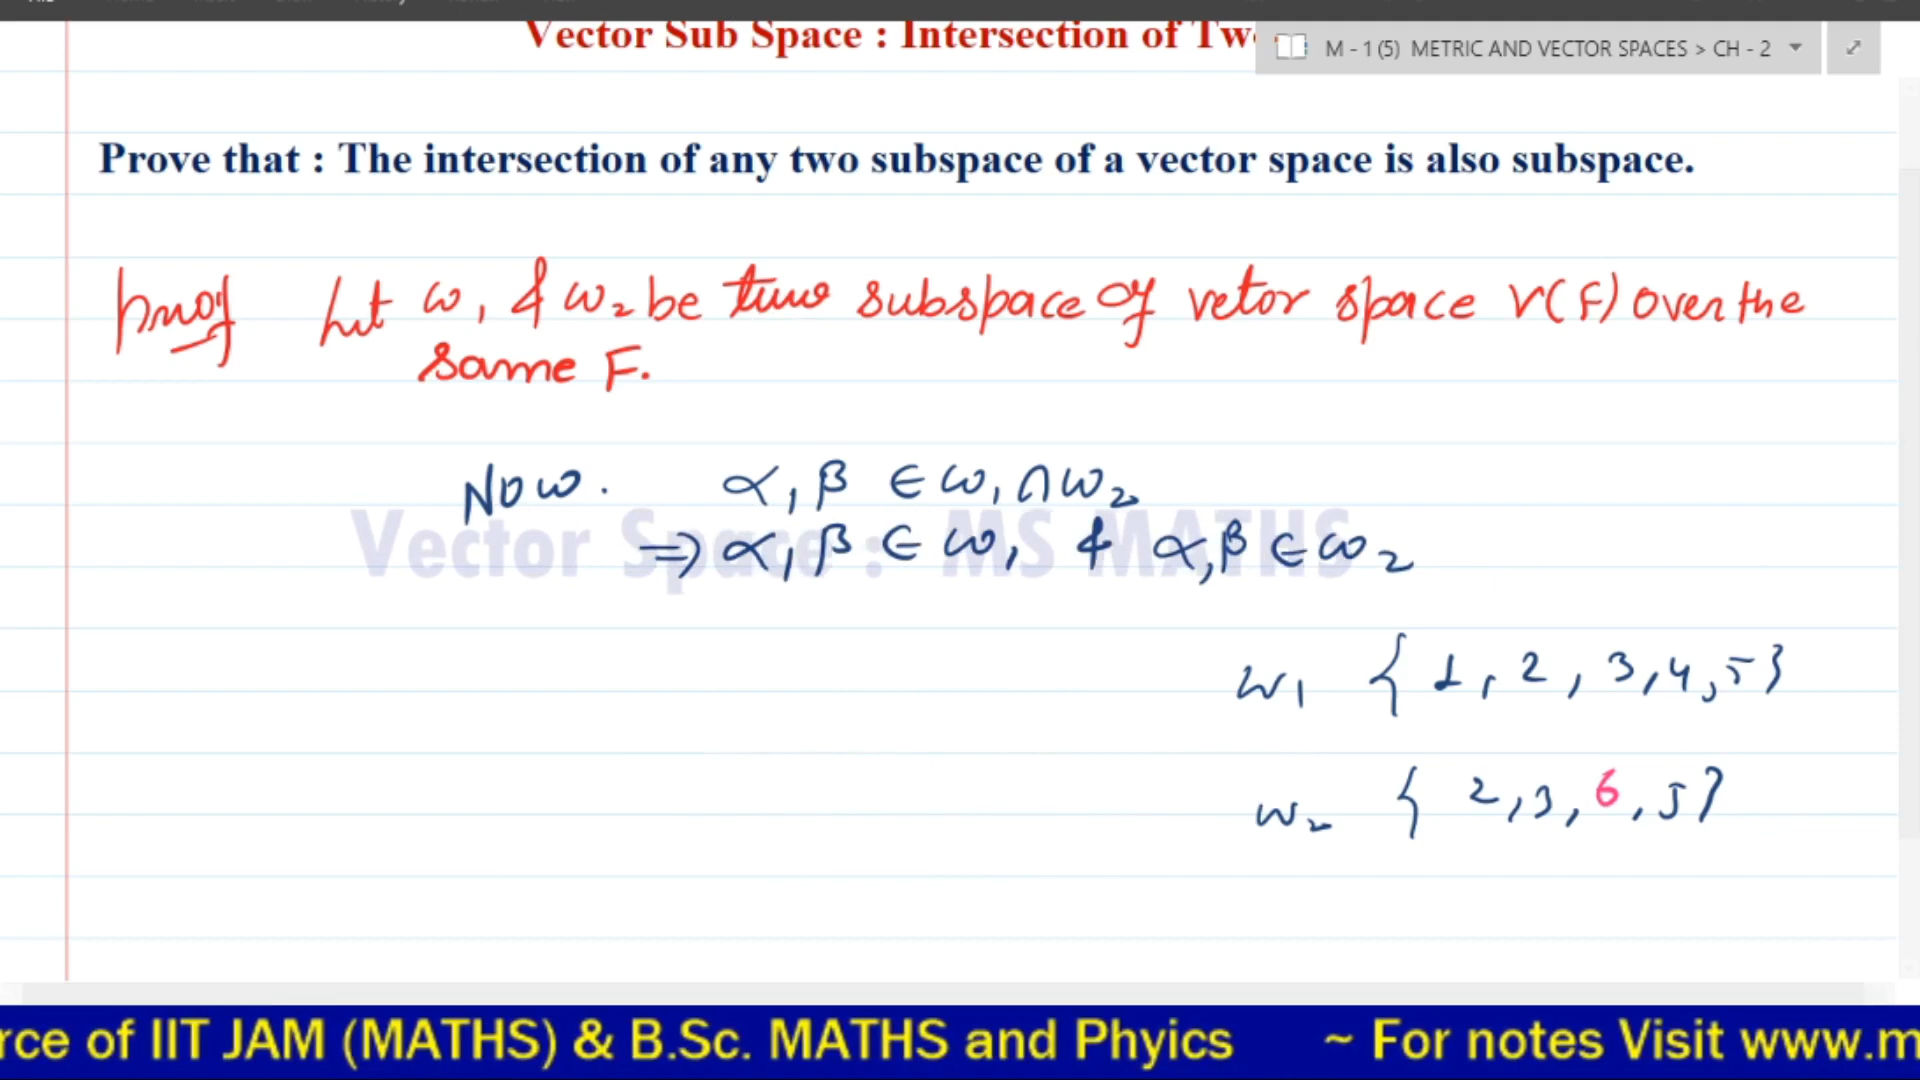 Vector Sub Space : Intersection of Tw
M - 1 (5) METRIC AND VECTOR SPACES > CH - 2
Prove that : The intersection of any two subspace of a vector space is also subspace.
Proof Let ω₁ & ω₂ be two subspace of vetor space V(F) over the
same F.
Now. α, β ∈ ω₁ ∩ ω₂
Vector Space : MS MATHS
⇒ α, β ∈ ω₁ & α, β ∈ ω₂
W₁ { 1, 2, 3, 4, 5 }
W₂ { 2, 3, 6, 5 }
rce of IIT JAM (MATHS) & B.Sc. MATHS and Phyics ~ For notes Visit www.m